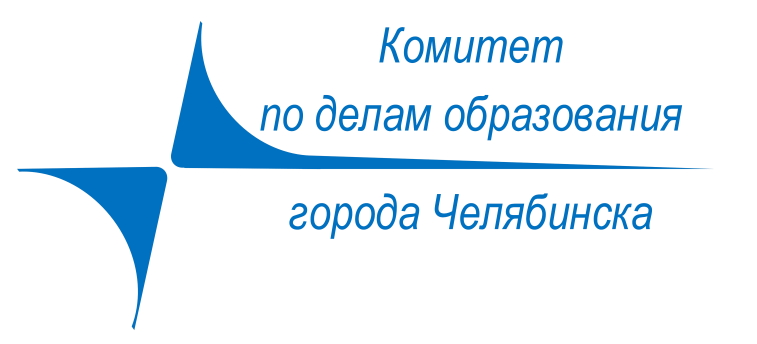 Комитет
по делам образования
города Челябинска